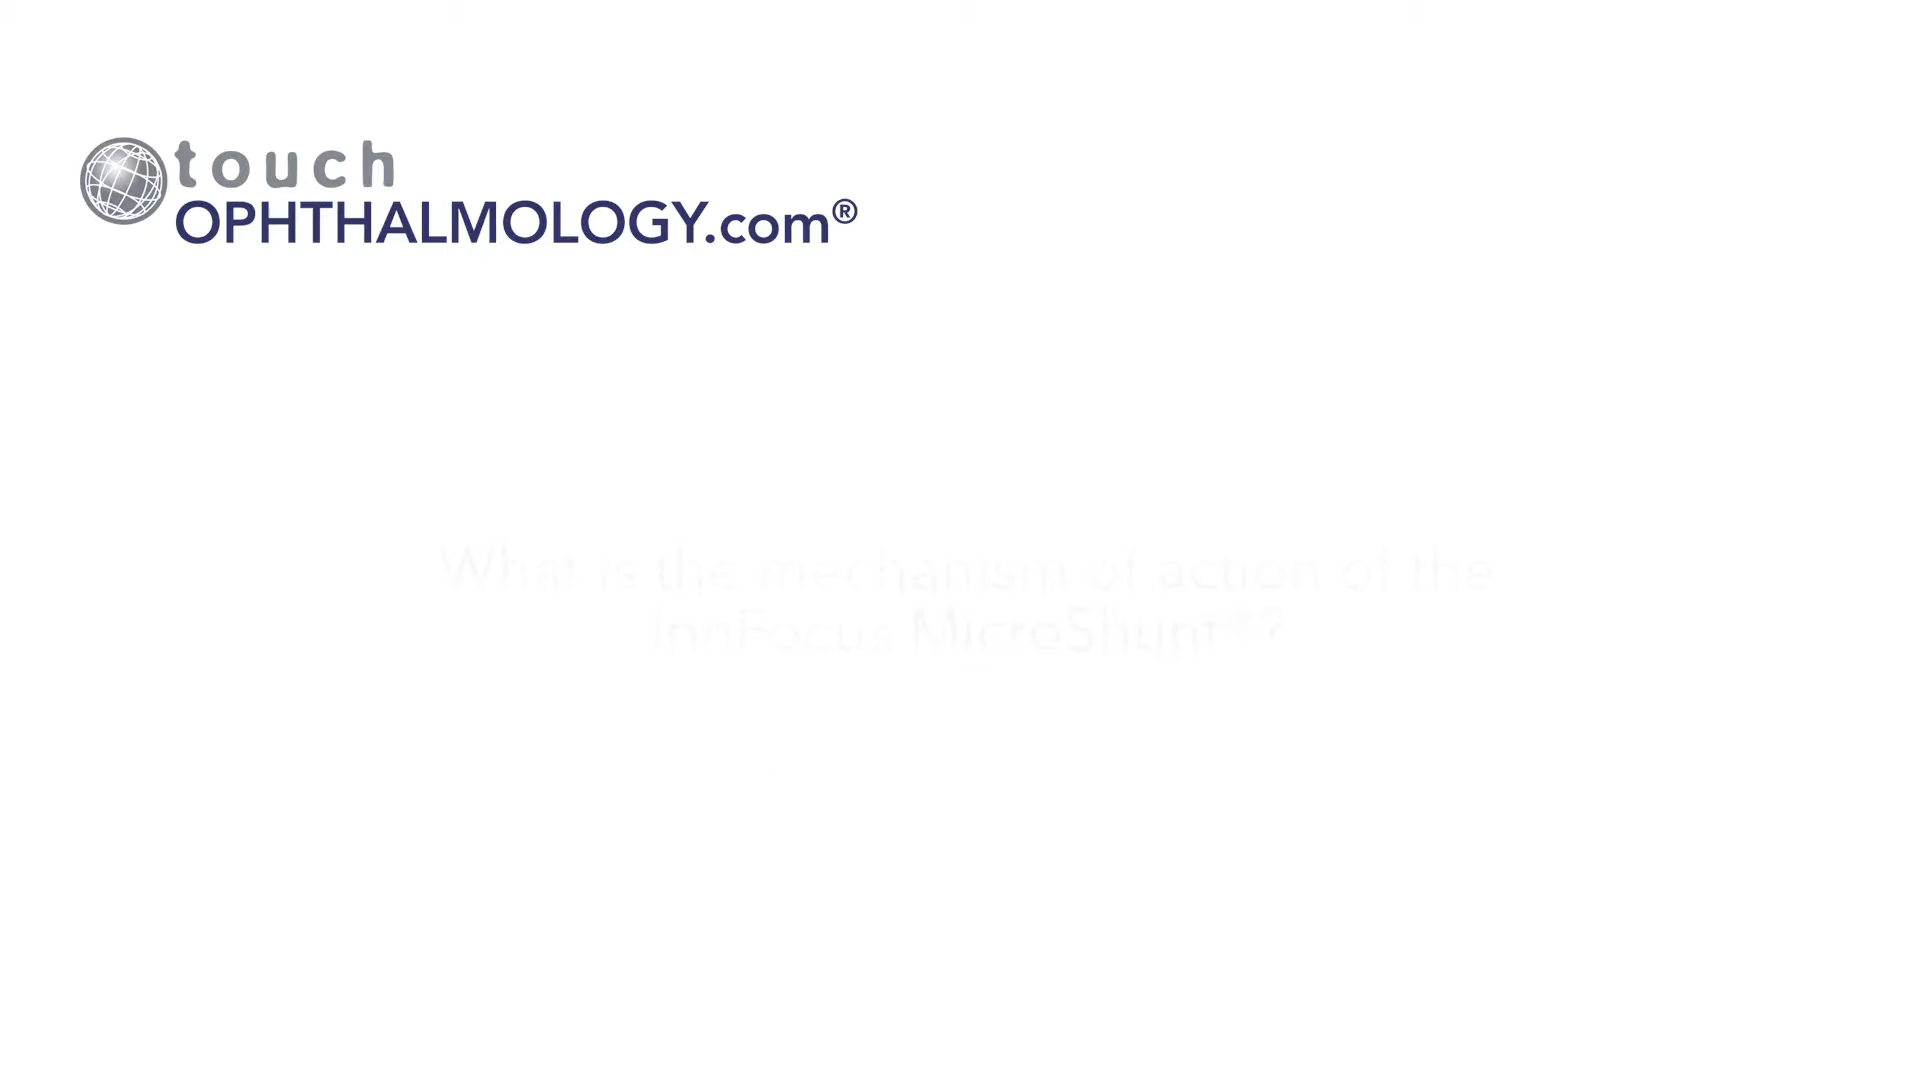 touch
OPHTHALMOLOGY.com®
What is the mechanism of action of the
InnFocus MicroShunt®?